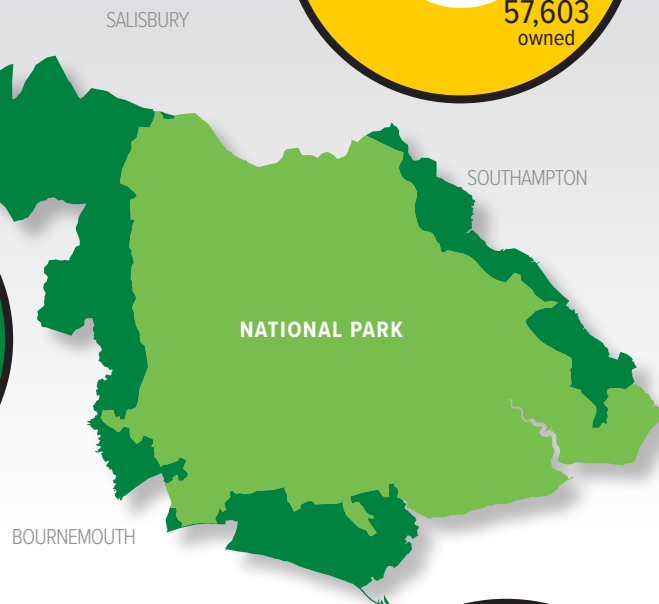 SALISBURY
57,603
owned
SOUTHAMPTON
NATIONAL PARK
BOURNEMOUTH